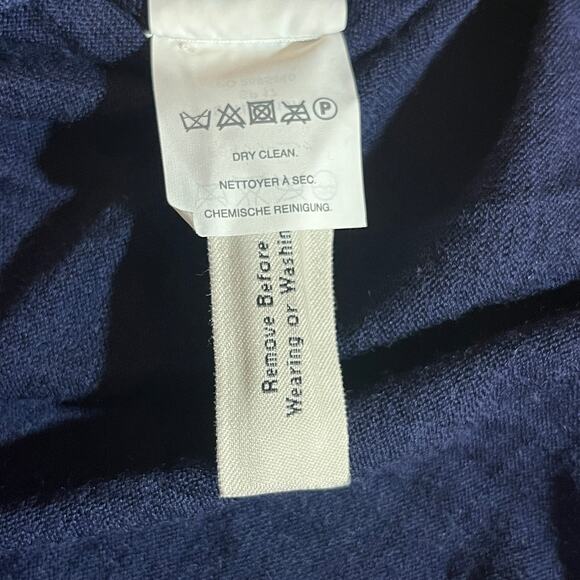 P
DRY CLEAN.
NETTOYER À SEC.
CHEMISCHE REINIGUNG.
Remove Before
Wearing or Washin